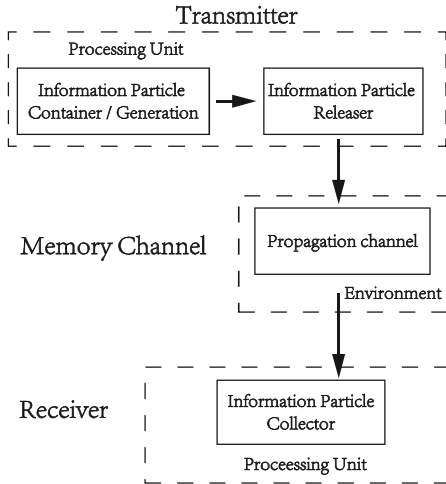 Transmitter
Processing Unit
Information Particle
Container / Generation
Information Particle
Releaser
Memory Channel
Propagation channel
Environment
Receiver
Information Particle
Collector
Proceessing Unit